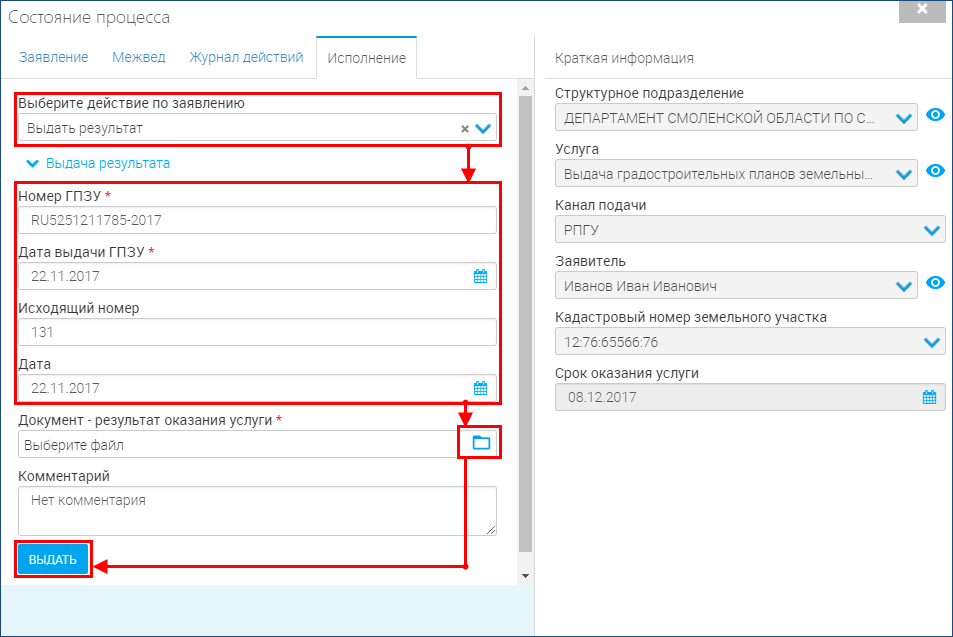 Состояние процесса
Заявление
Межвед
Журнал действий
Исполнение
Выберите действие по заявлению
Выдать результат
Выдача результата
Номер ГПЗУ *
RU5251211785-2017
Дата выдачи ГПЗУ *
22.11.2017
Исходящий номер
131
Дата
22.11.2017
Документ - результат оказания услуги *
Выберите файл
Комментарий
Нет комментария
ВЫДАТЬ
Краткая информация
Структурное подразделение
ДЕПАРТАМЕНТ СМОЛЕНСКОЙ ОБЛАСТИ ПО С...
Услуга
Выдача градостроительных планов земельны...
Канал подачи
РПГУ
Заявитель
Иванов Иван Иванович
Кадастровый номер земельного участка
12:76:65566:76
Срок оказания услуги
08.12.2017